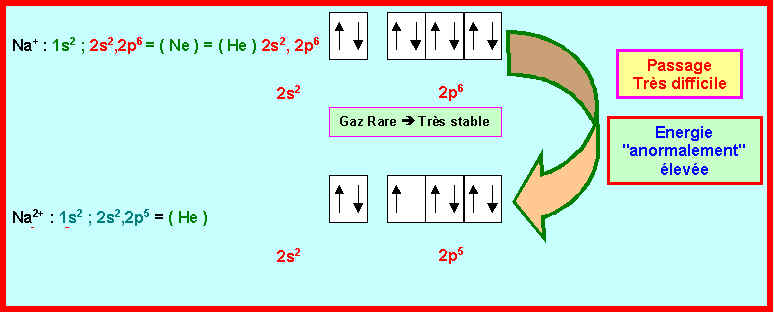 Na⁺ : 1s² ; 2s²,2p⁶ = ( Ne ) = ( He ) 2s², 2p⁶
2s² 2p⁶
Passage
Très difficile
Gaz Rare ➔ Très stable
Energie
"anormalement"
élevée
Na²⁺ : 1s² ; 2s²,2p⁵ = ( He )
2s² 2p⁵